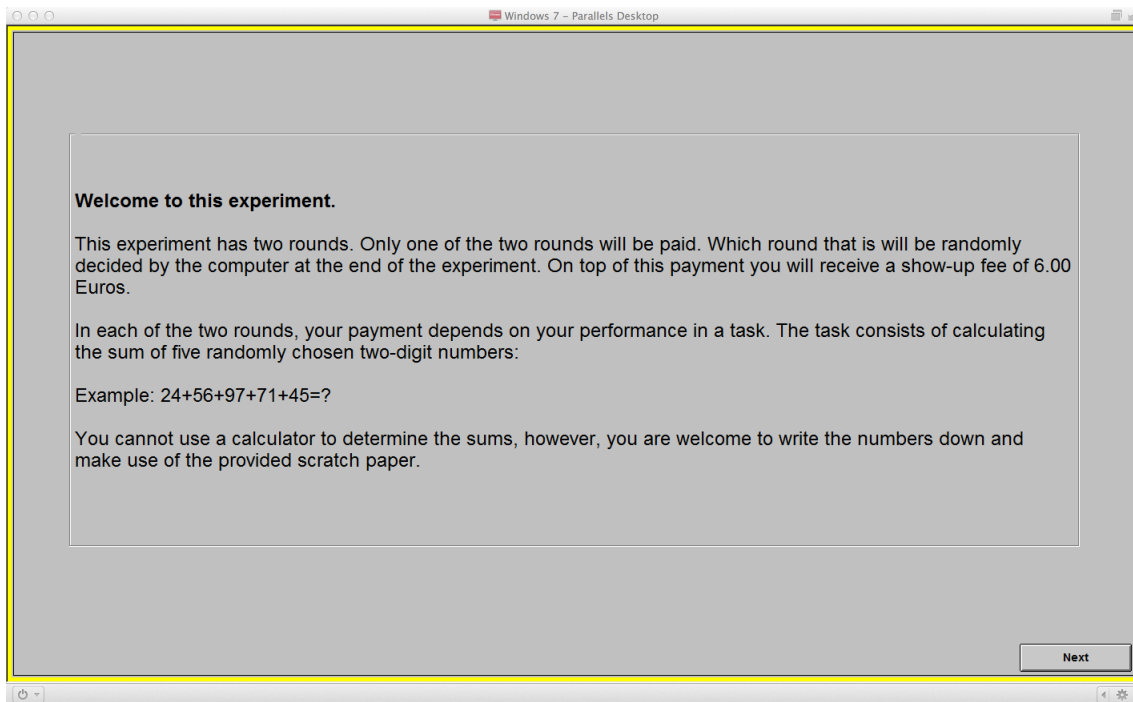 Windows 7 – Parallels Desktop
Welcome to this experiment.
This experiment has two rounds. Only one of the two rounds will be paid. Which round that is will be randomly
decided by the computer at the end of the experiment. On top of this payment you will receive a show-up fee of 6.00
Euros.
In each of the two rounds, your payment depends on your performance in a task. The task consists of calculating
the sum of five randomly chosen two-digit numbers:
Example: 24+56+97+71+45=?
You cannot use a calculator to determine the sums, however, you are welcome to write the numbers down and
make use of the provided scratch paper.
Next